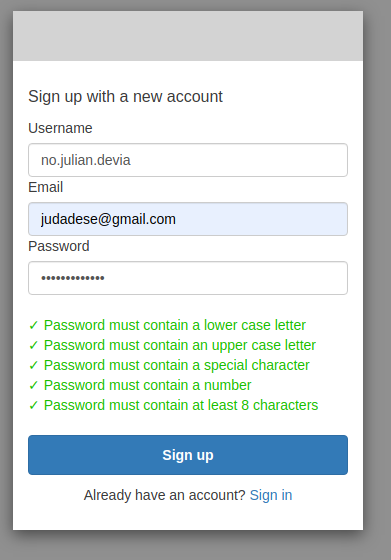 Sign up with a new account
Username
no.julian.devia
Email
judadese@gmail.com
Password
•••••••••••••
✓ Password must contain a lower case letter
✓ Password must contain an upper case letter
✓ Password must contain a special character
✓ Password must contain a number
✓ Password must contain at least 8 characters
Sign up
Already have an account? Sign in